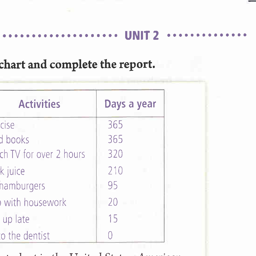 UNIT 2
chart and complete the report.
Activities Days a year
cise 365
d books 365
ch TV for over 2 hours 320
k juice 210
hamburgers 95
with housework 20
up late 15
o the dentist 0